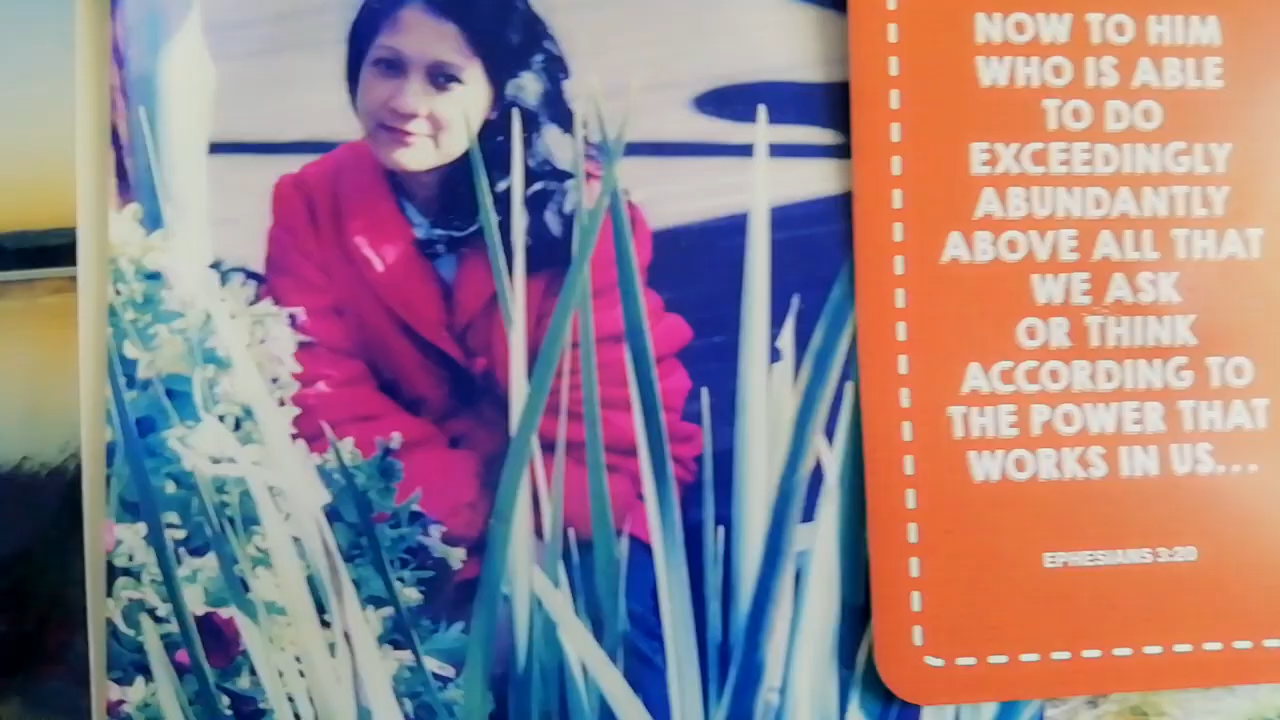 NOW TO HIM
WHO IS ABLE
TO DO
EXCEEDINGLY
ABUNDANTLY
ABOVE ALL THAT
WE ASK
OR THINK
ACCORDING TO
THE POWER THAT
WORKS IN US...
EPHESIANS 3:20